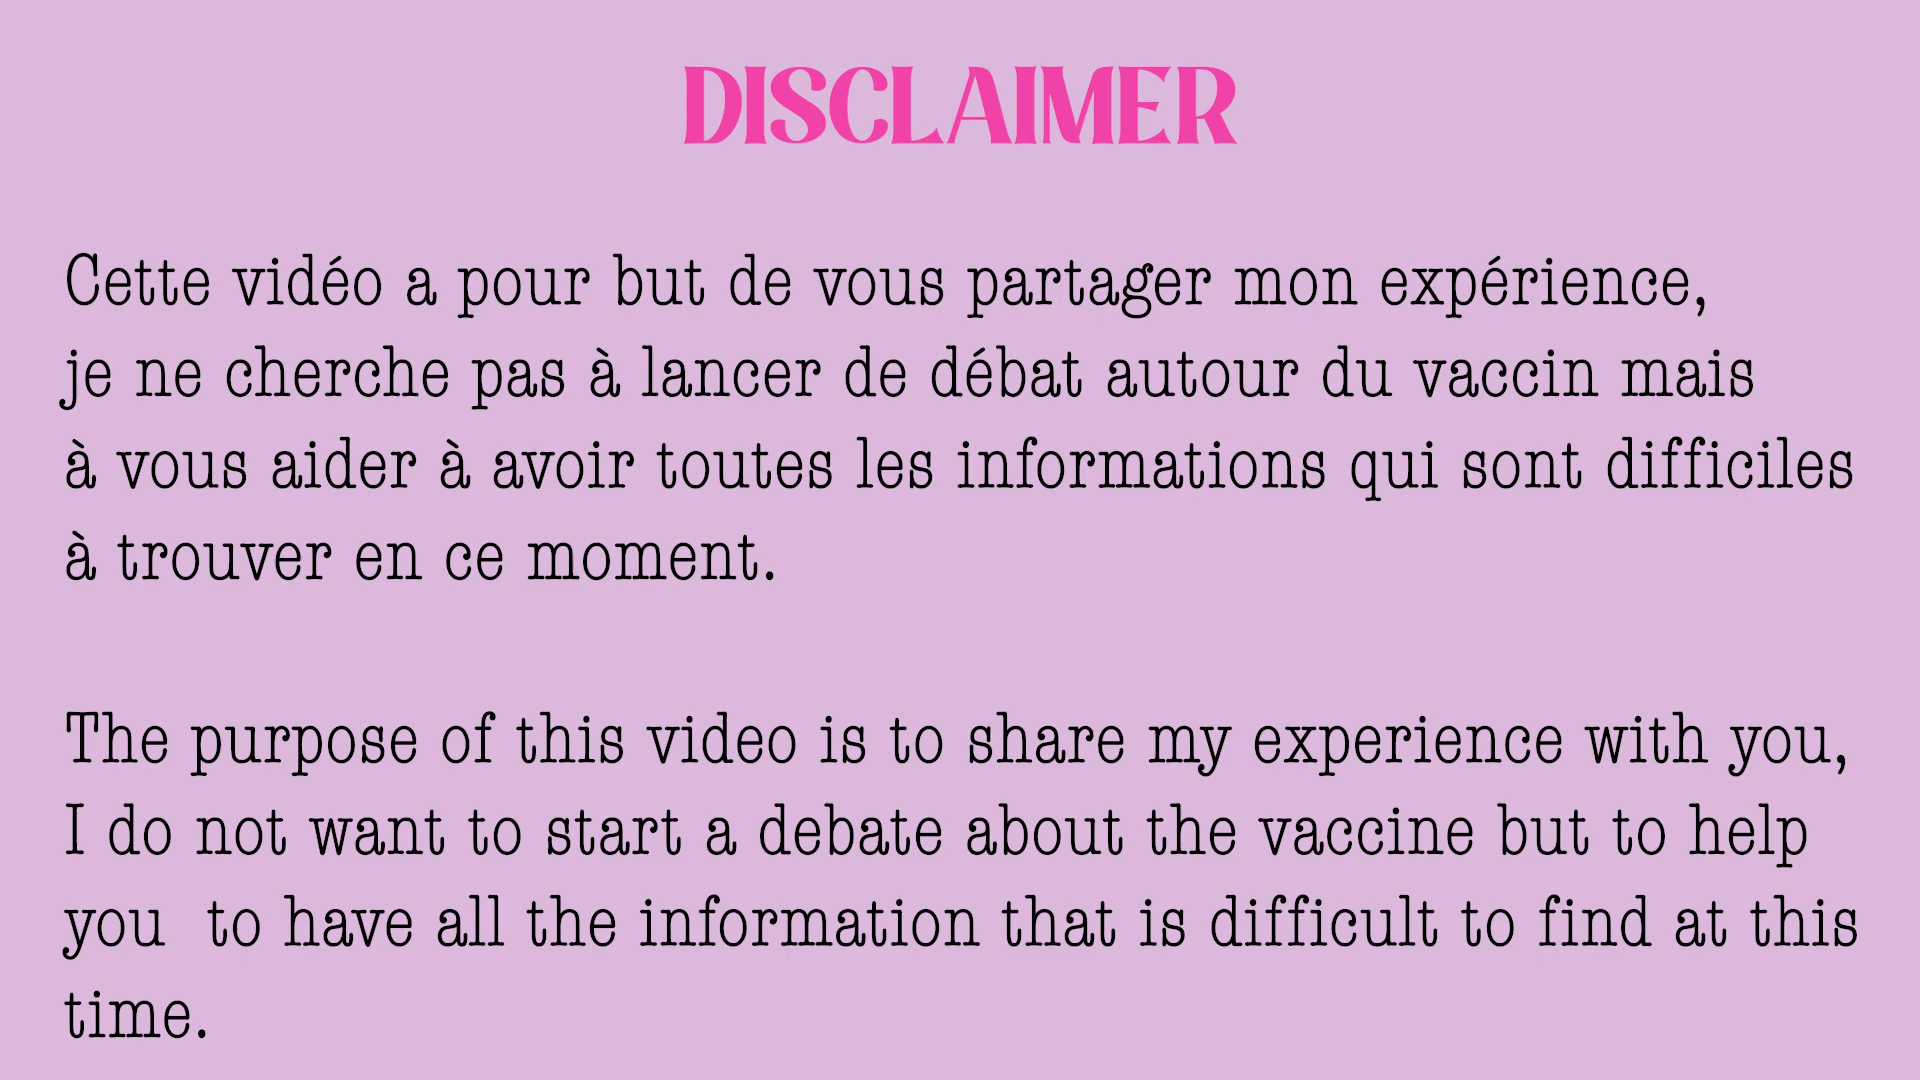 DISCLAIMER
Cette vidéo a pour but de vous partager mon expérience,
je ne cherche pas à lancer de débat autour du vaccin mais
à vous aider à avoir toutes les informations qui sont difficiles
à trouver en ce moment.
The purpose of this video is to share my experience with you,
I do not want to start a debate about the vaccine but to help
you  to have all the information that is difficult to find at this
time.